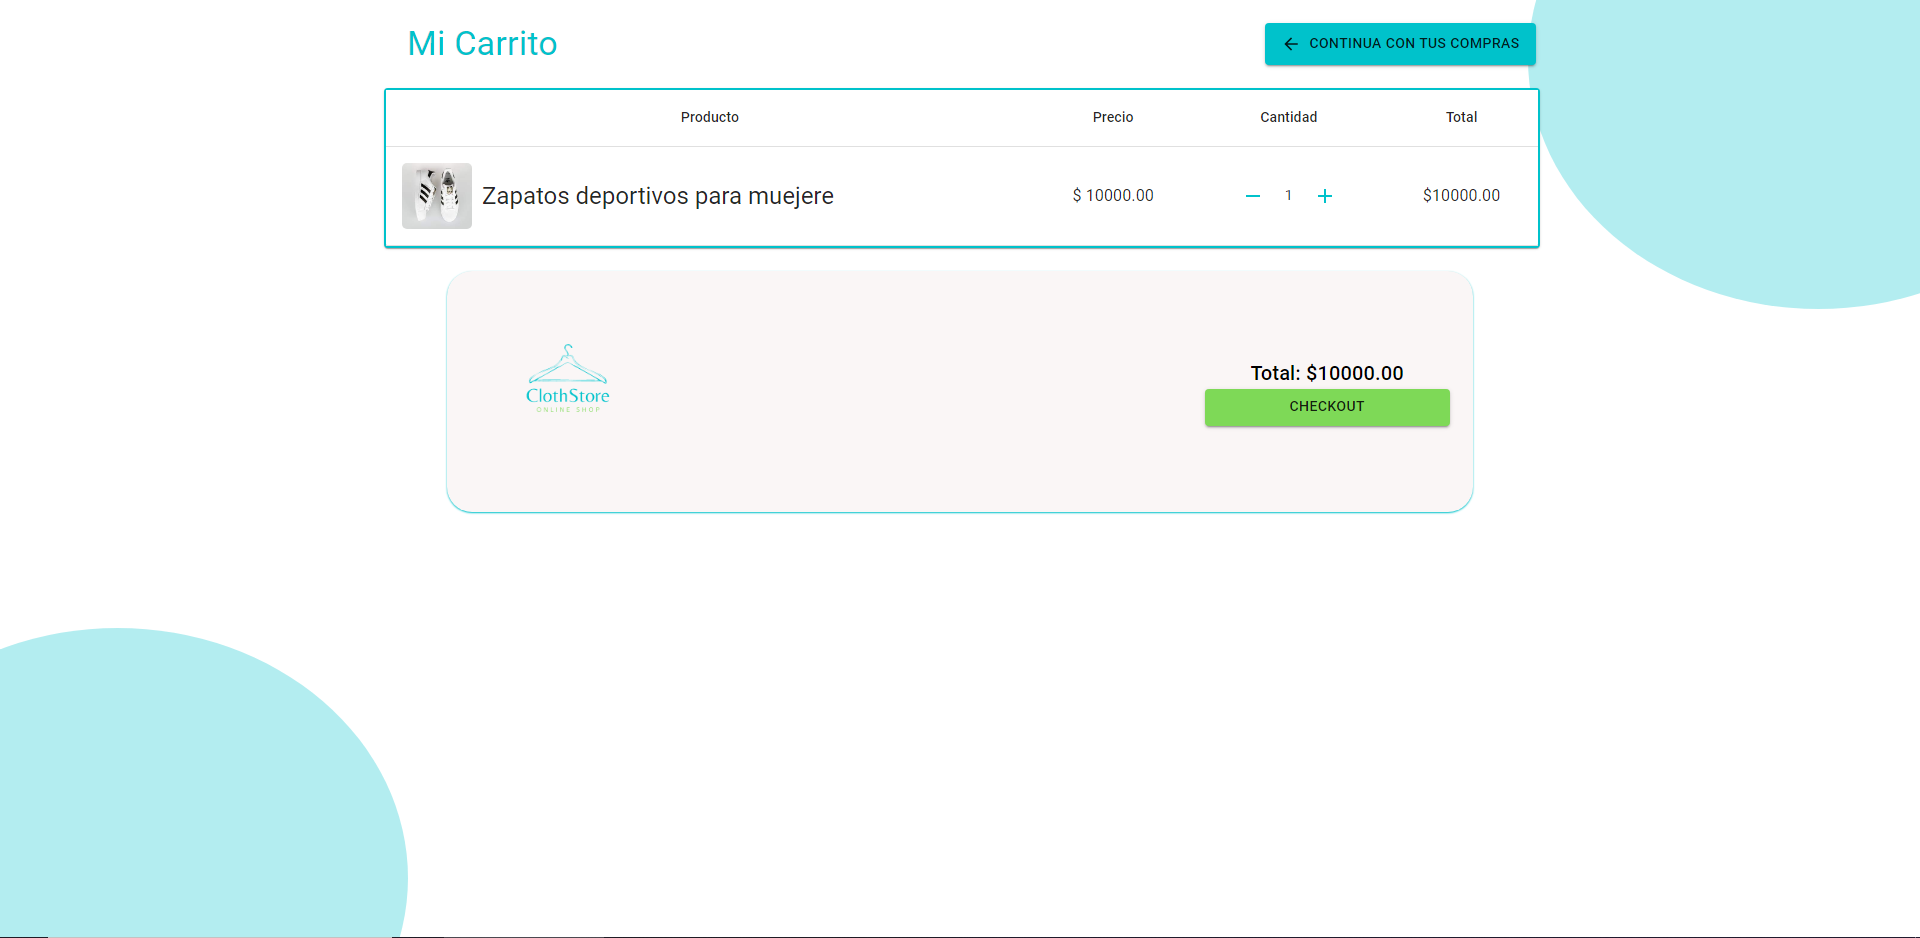 Mi Carrito
CONTINUA CON TUS COMPRAS
Producto Precio Cantidad Total
Zapatos deportivos para muejere $ 10000.00 1 $10000.00
ClothStore
ONLINE SHOP
Total: $10000.00
CHECKOUT